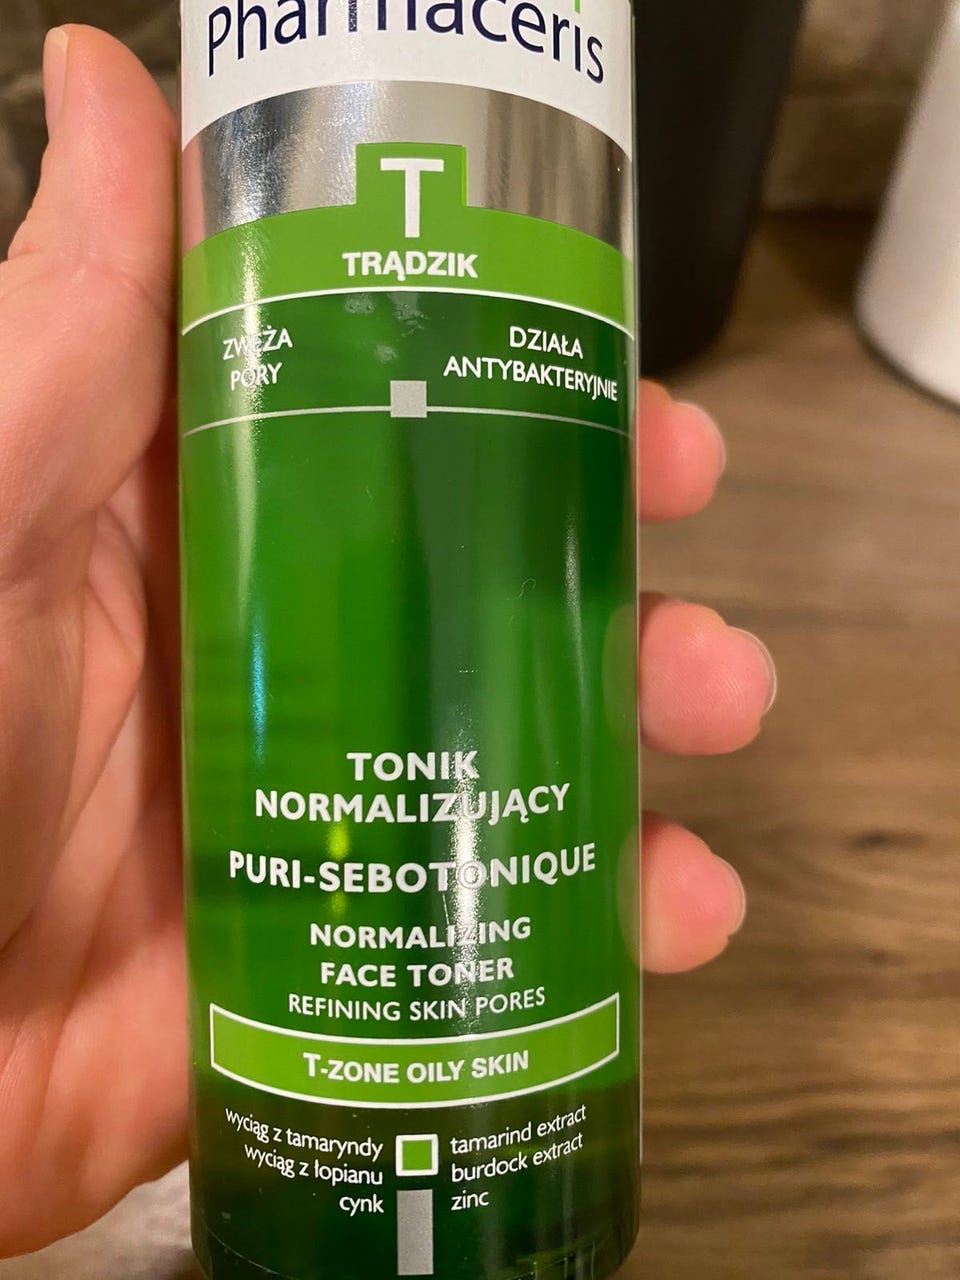 Pharmaceris
T
TRĄDZIK
ZWĘŻA
PORY
DZIAŁA
ANTYBAKTERYJNIE
TONIK
NORMALIZUJĄCY
PURI-SEBOTONIQUE
NORMALIZING
FACE TONER
REFINING SKIN PORES
T-ZONE OILY SKIN
wyciąg z tamaryndy
wyciąg z łopianu
cynk
tamarind extract
burdock extract
zinc